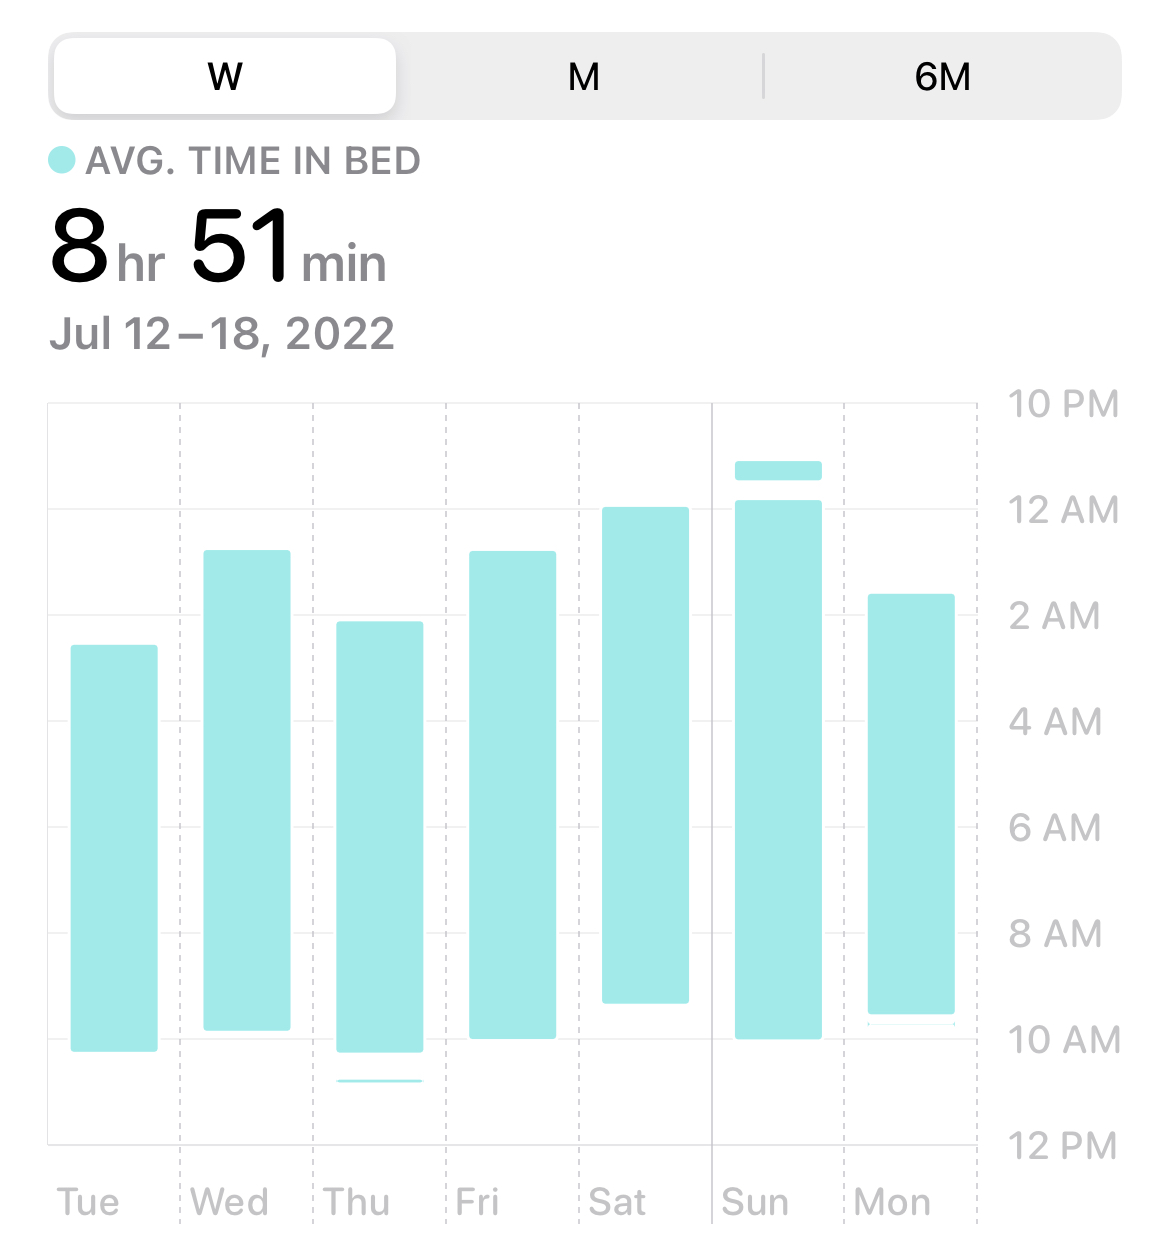 W M 6M
AVG. TIME IN BED
8 hr 51 min
Jul 12–18, 2022
10 PM
12 AM
2 AM
4 AM
6 AM
8 AM
10 AM
12 PM
Tue Wed Thu Fri Sat Sun Mon